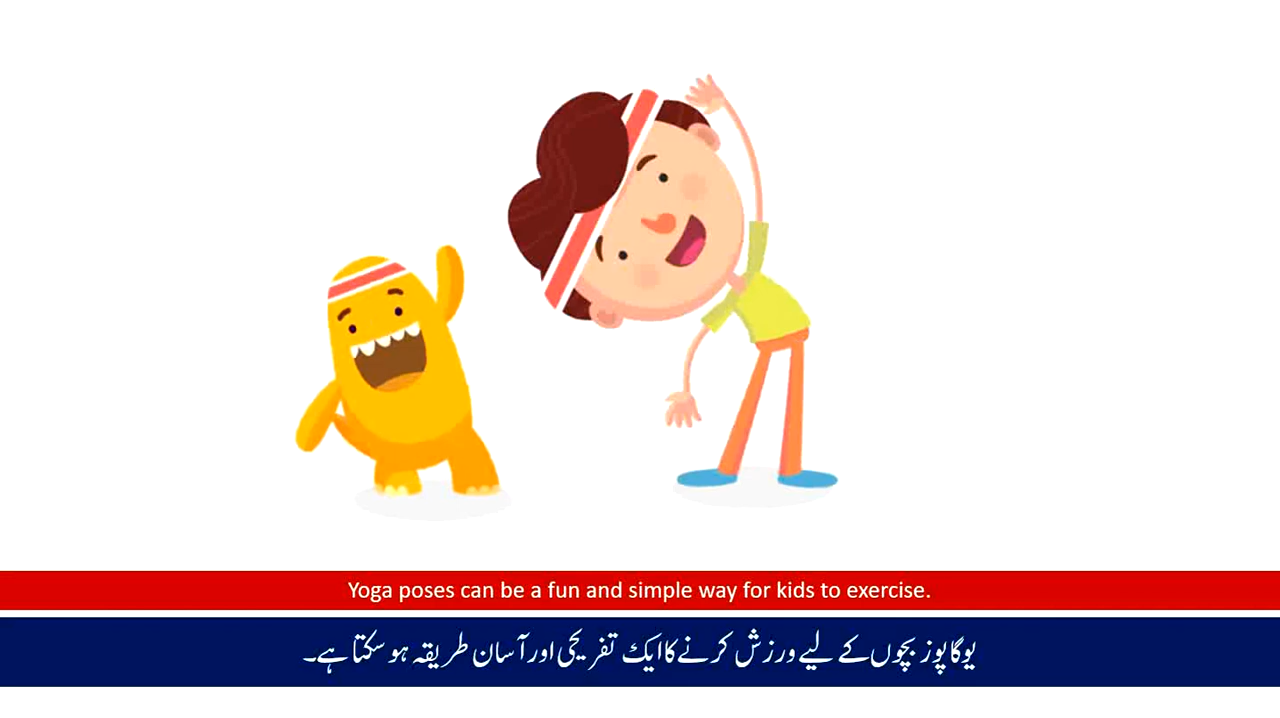 Yoga poses can be a fun and simple way for kids to exercise.
یوگا پوز بچوں کے لیے ورزش کرنے کا ایک تفریحی اور آسان طریقہ ہو سکتا ہے۔